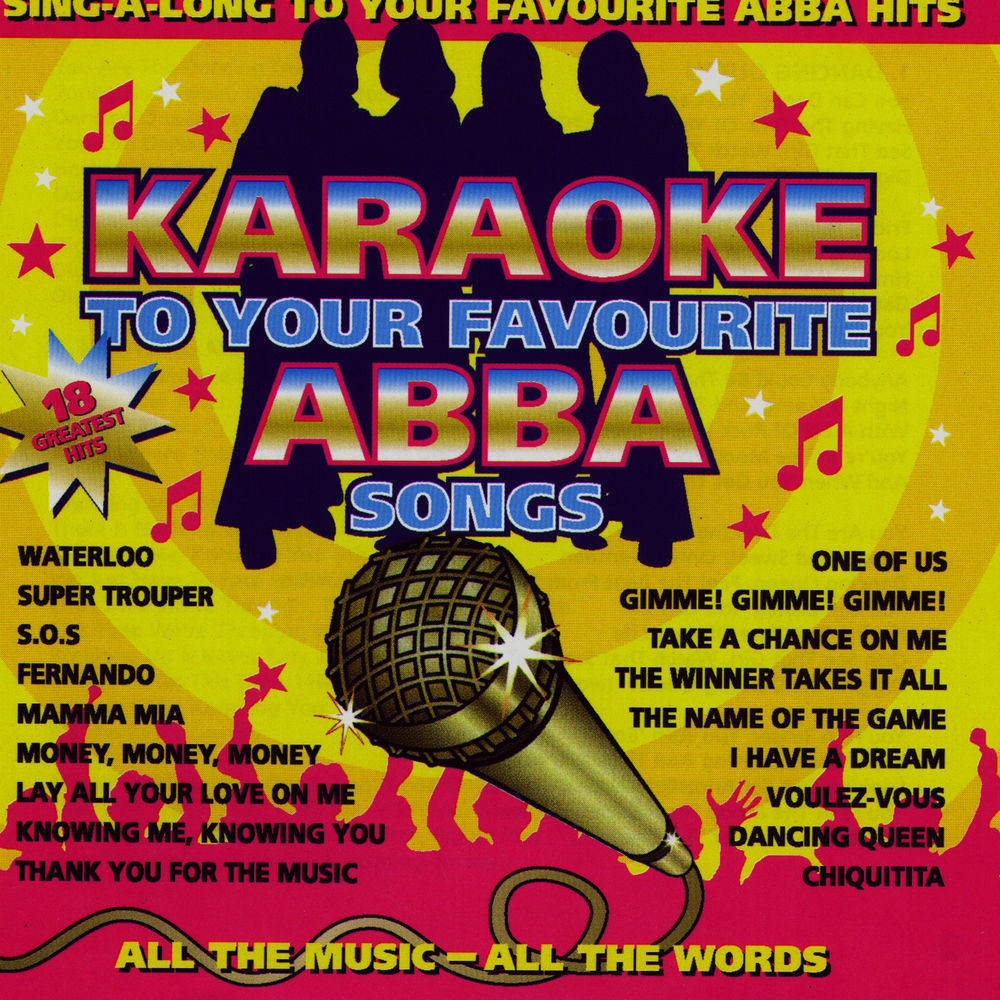 SING-A-LONG TO YOUR FAVOURITE ABBA HITS
KARAOKE
TO YOUR FAVOURITE
ABBA
SONGS
18
GREATEST
HITS
WATERLOO
SUPER TROUPER
S.O.S
FERNANDO
MAMMA MIA
MONEY, MONEY, MONEY
LAY ALL YOUR LOVE ON ME
KNOWING ME, KNOWING YOU
THANK YOU FOR THE MUSIC
ONE OF US
GIMME! GIMME! GIMME!
TAKE A CHANCE ON ME
THE WINNER TAKES IT ALL
THE NAME OF THE GAME
I HAVE A DREAM
VOULEZ-VOUS
DANCING QUEEN
CHIQUITITA
ALL THE MUSIC – ALL THE WORDS